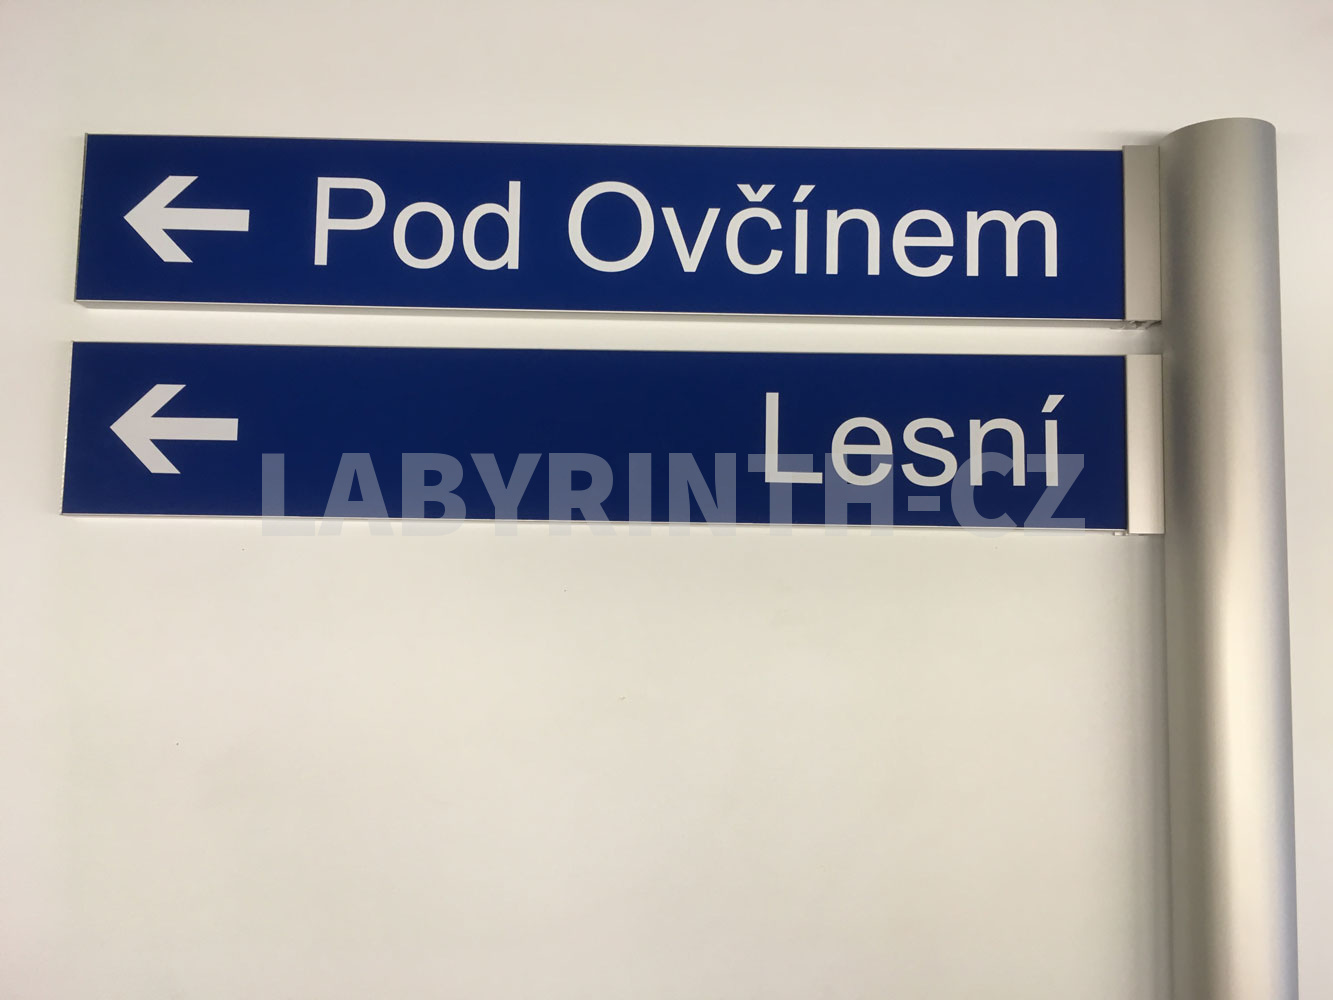 Pod Ovčínem
Lesní
LABYRINTH-CZ